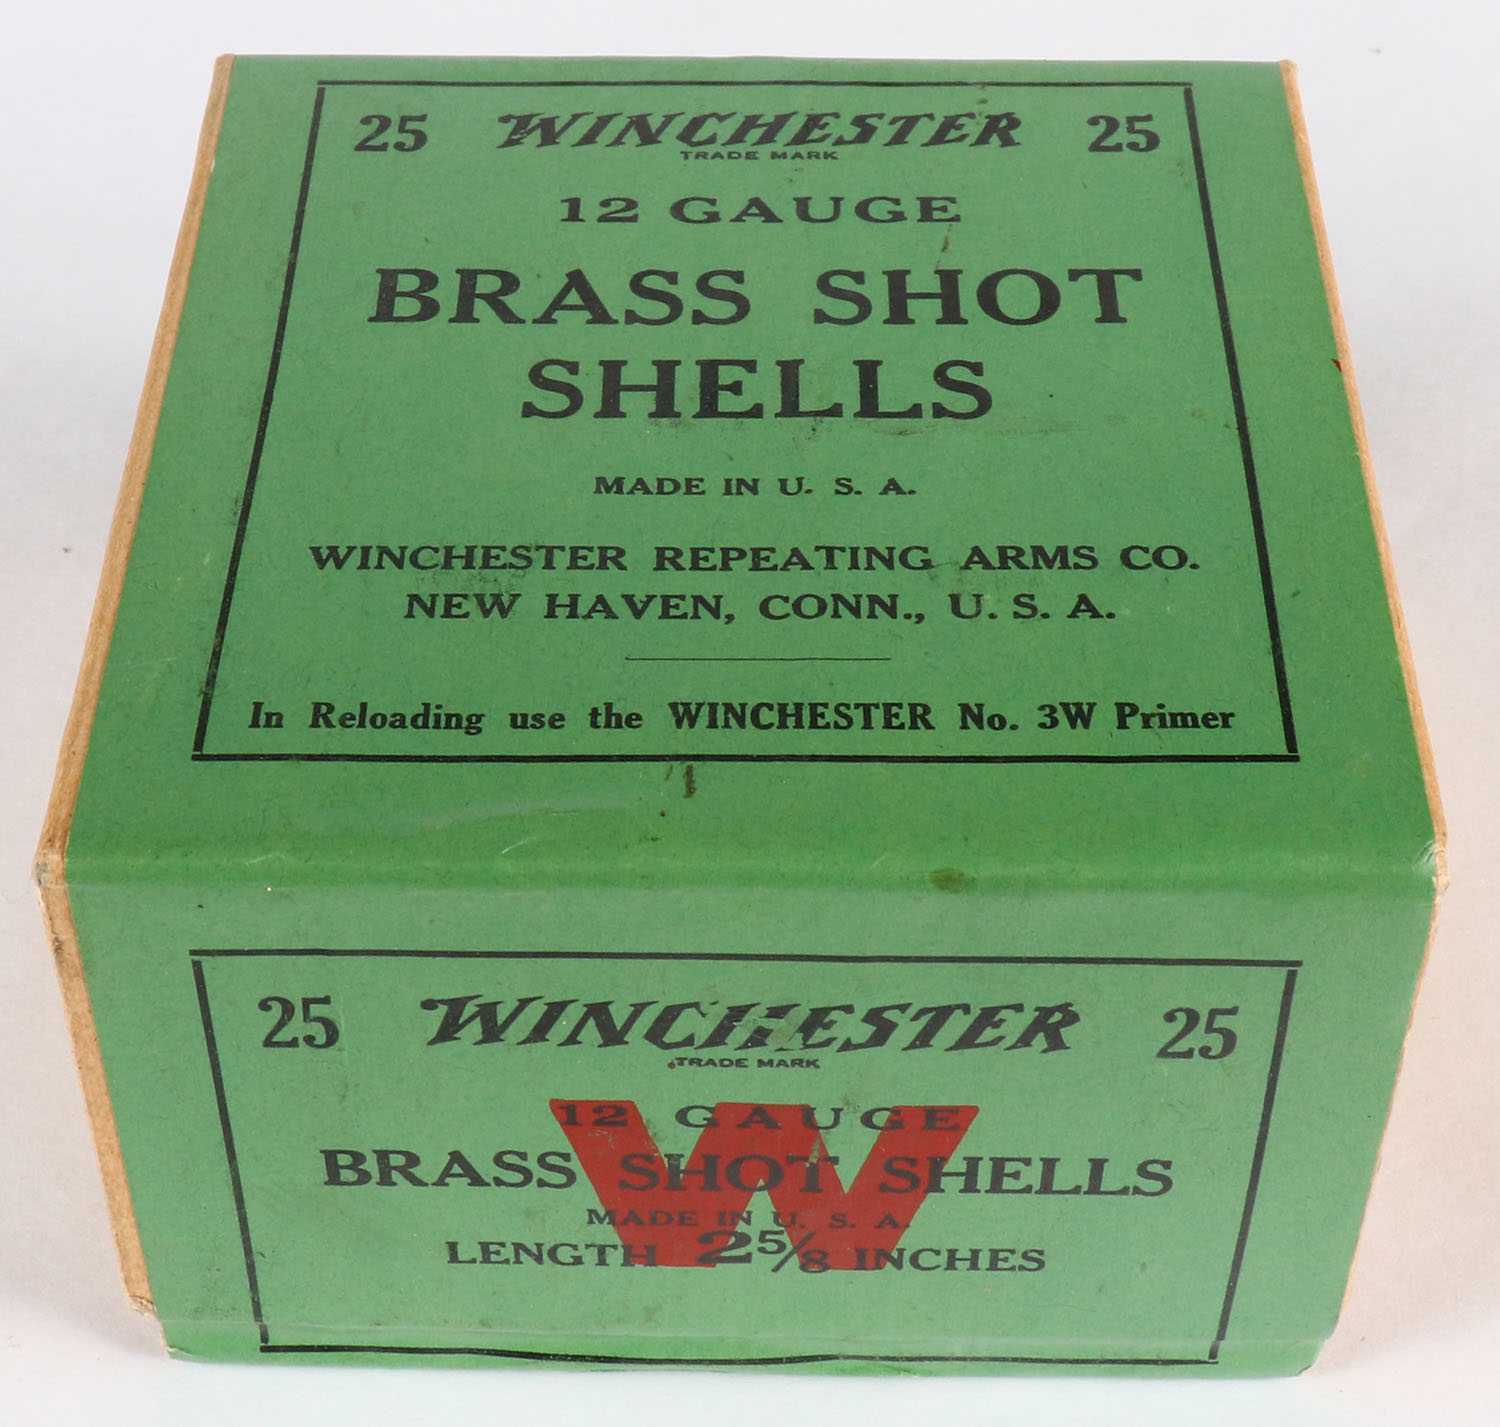 25 WINCHESTER 25
TRADE MARK
12 GAUGE
BRASS SHOT
SHELLS
MADE IN U. S. A.
WINCHESTER REPEATING ARMS CO.
NEW HAVEN, CONN., U. S. A.
In Reloading use the WINCHESTER No. 3W Primer
25 WINCHESTER 25
TRADE MARK
W
12 GAUGE
BRASS SHOT SHELLS
MADE IN U. S. A.
LENGTH 2 5/8 INCHES